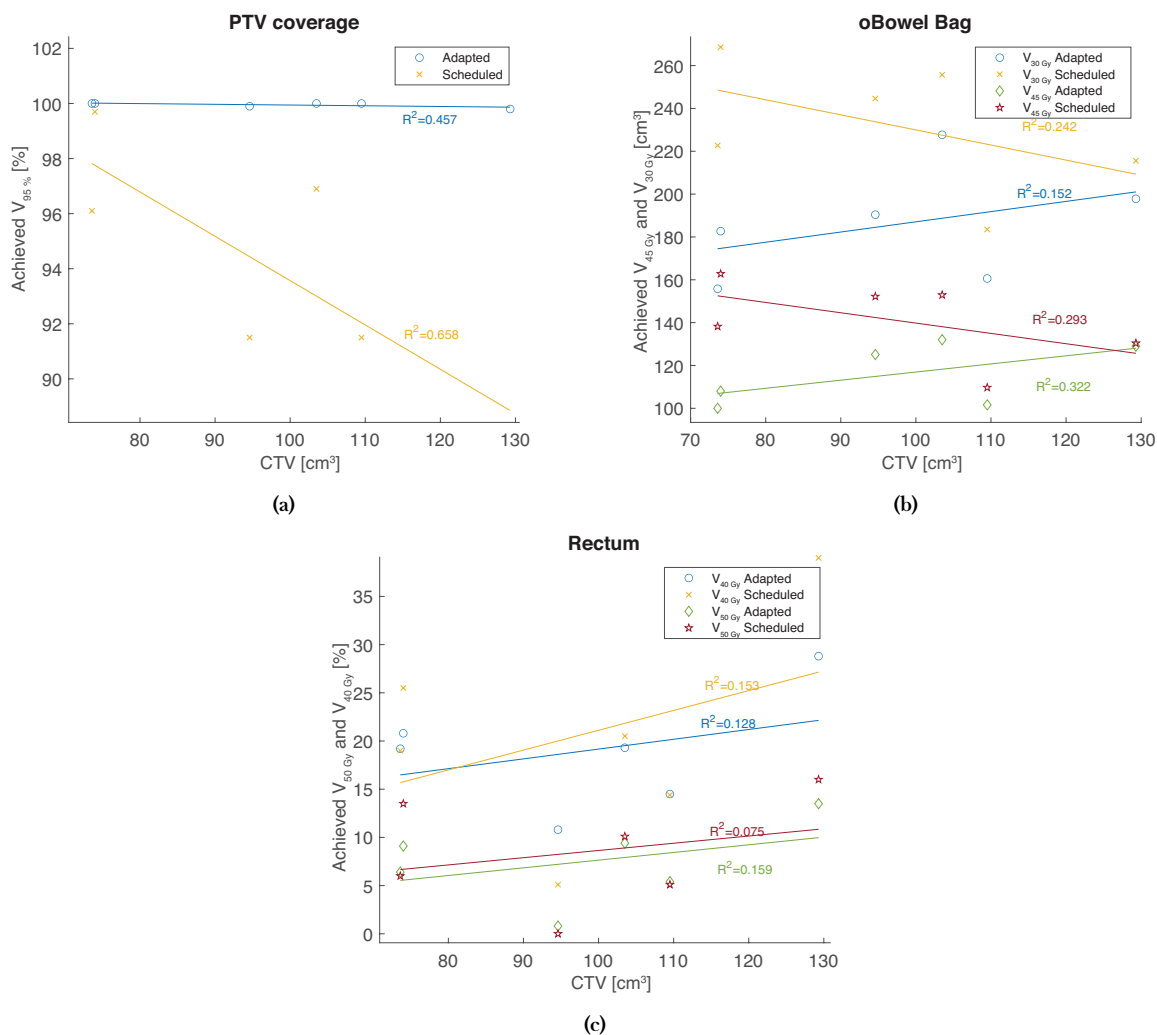 PTV coverage
102
100
98
96
94
92
90
80
90
100
110
120
130
Achieved V95 % [%]
CTV [cm³]
Adapted
Scheduled
R2=0.457
R2=0.658
(a)
oBowel Bag
260
240
220
200
180
160
140
120
100
70
80
90
100
110
120
130
Achieved V45 Gy and V30 Gy [cm³]
CTV [cm³]
V30 Gy Adapted
V30 Gy Scheduled
V45 Gy Adapted
V45 Gy Scheduled
R2=0.242
R2=0.152
R2=0.293
R2=0.322
(b)
Rectum
35
30
25
20
15
10
5
0
80
90
100
110
120
130
Achieved V50 Gy and V40 Gy [%]
CTV [cm³]
V40 Gy Adapted
V40 Gy Scheduled
V50 Gy Adapted
V50 Gy Scheduled
R2=0.153
R2=0.128
R2=0.075
R2=0.159
(c)